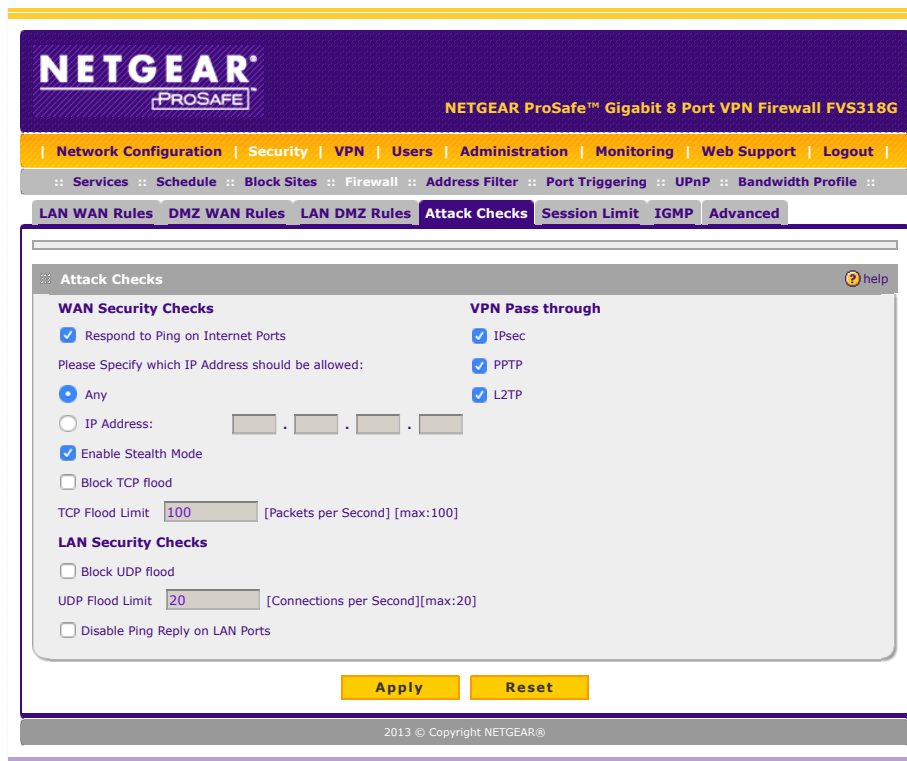 NETGEAR®
PROSAFE
NETGEAR ProSafe™ Gigabit 8 Port VPN Firewall FVS318G
| Network Configuration | Security | VPN | Users | Administration | Monitoring | Web Support | Logout |
:: Services :: Schedule :: Block Sites :: Firewall :: Address Filter :: Port Triggering :: UPnP :: Bandwidth Profile ::
LAN WAN Rules DMZ WAN Rules LAN DMZ Rules Attack Checks Session Limit IGMP Advanced
Attack Checks ? help
WAN Security Checks
Respond to Ping on Internet Ports
Please Specify which IP Address should be allowed:
Any
IP Address: . . .
Enable Stealth Mode
Block TCP flood
TCP Flood Limit 100 [Packets per Second] [max:100]
LAN Security Checks
Block UDP flood
UDP Flood Limit 20 [Connections per Second][max:20]
Disable Ping Reply on LAN Ports
VPN Pass through
IPsec
PPTP
L2TP
Apply Reset
2013 © Copyright NETGEAR®